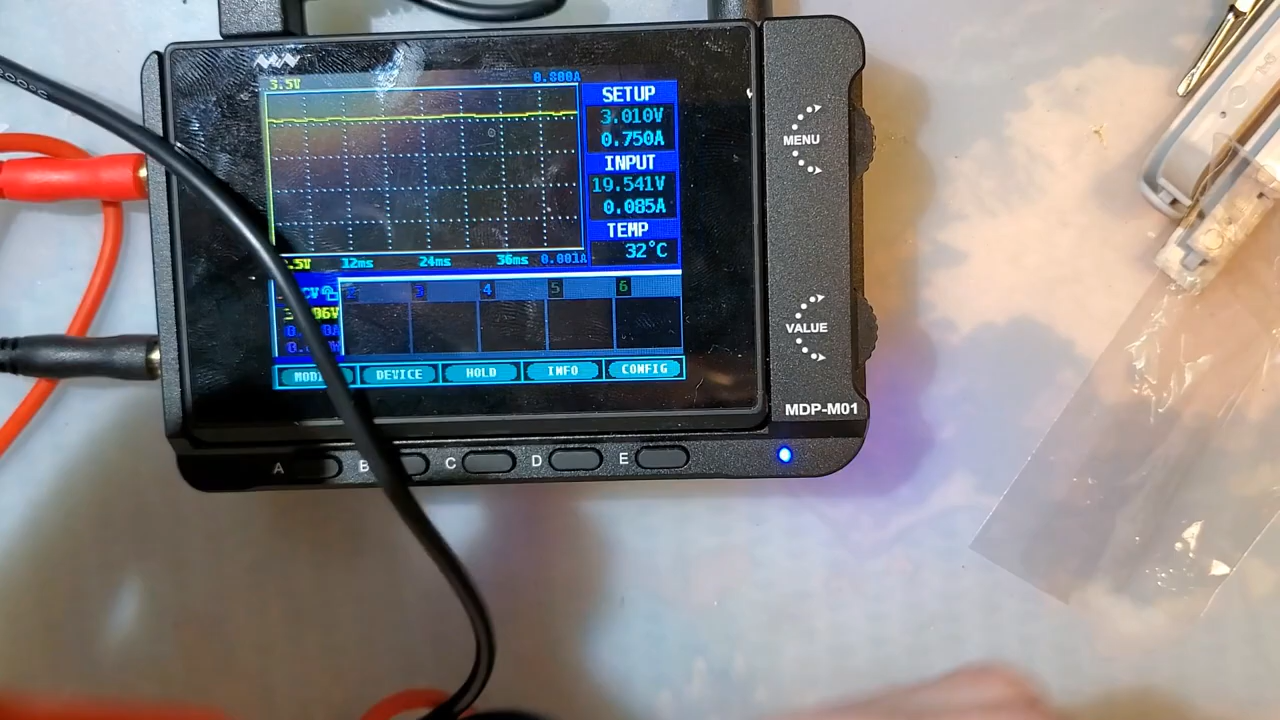 3.5V 0.800A
SETUP
3.010V
0.750A
INPUT
19.541V
0.085A
TEMP
32°C
12ms 24ms 36ms 0.001A
3 4 5 6
DEVICE HOLD INFO CONFIG
MENU
VALUE
MDP-M01
A B C D E